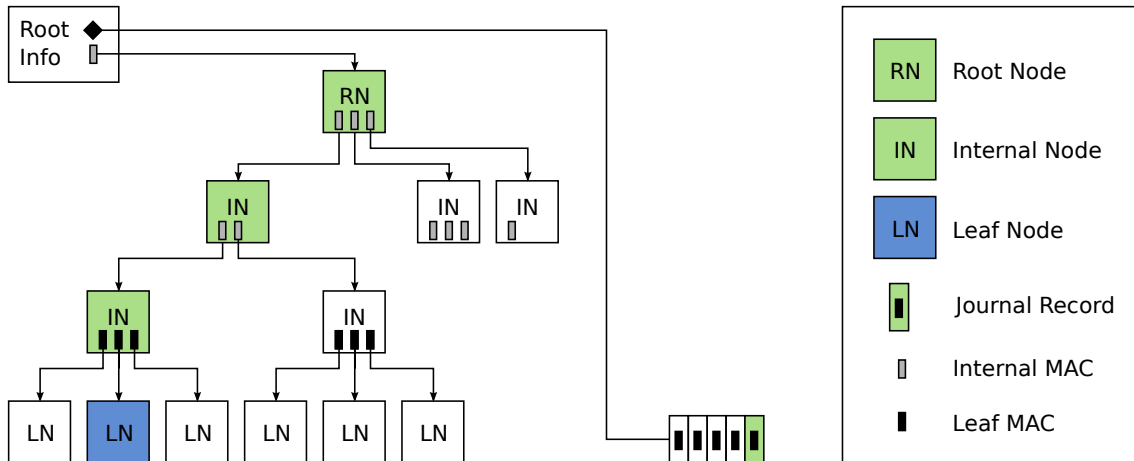 Root
Info
RN
IN
IN
IN
IN
IN
LN
LN
LN
LN
LN
LN
RN Root Node
IN Internal Node
LN Leaf Node
Journal Record
Internal MAC
Leaf MAC